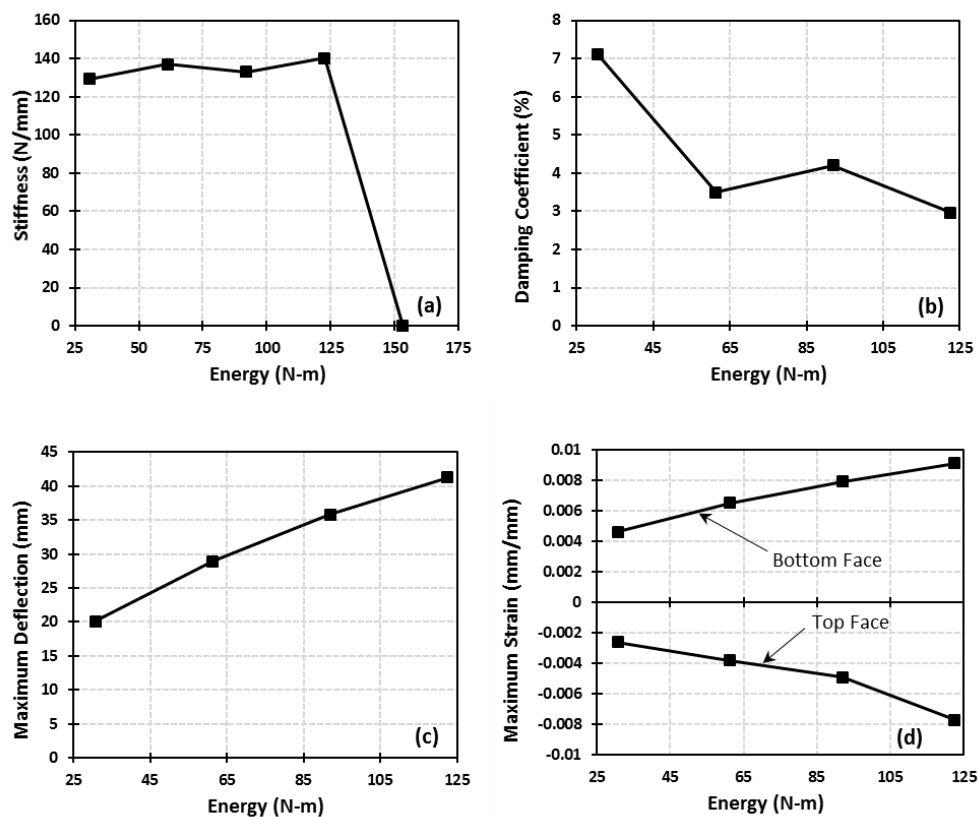 160
140
120
100
80
60
40
20
0
Stiffness (N/mm)
25 50 75 100 125 150 175
Energy (N-m)
(a)
8
7
6
5
4
3
2
1
0
Damping Coefficient (%)
25 45 65 85 105 125
Energy (N-m)
(b)
45
40
35
30
25
20
15
10
5
0
Maximum Deflection (mm)
25 45 65 85 105 125
Energy (N-m)
(c)
0.01
0.008
0.006
0.004
0.002
0
-0.002
-0.004
-0.006
-0.008
-0.01
Maximum Strain (mm/mm)
Bottom Face
Top Face
25 45 65 85 105 125
Energy (N-m)
(d)